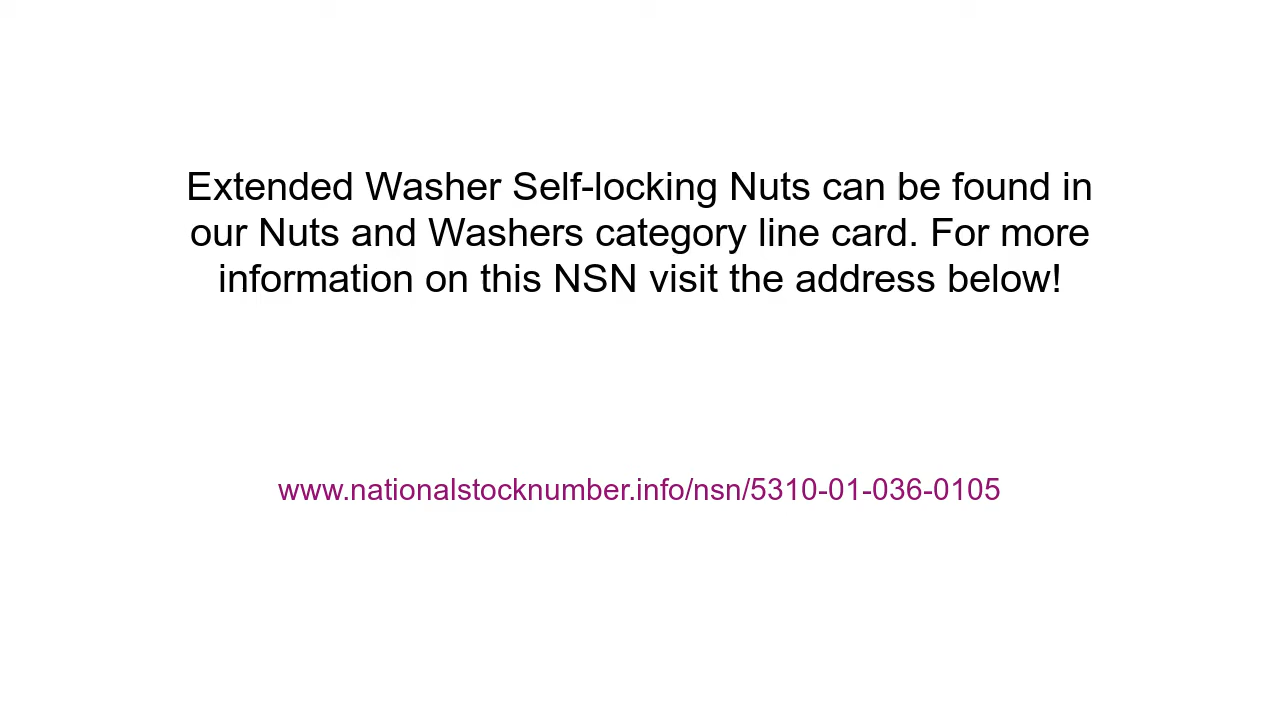 Extended Washer Self-locking Nuts can be found in
our Nuts and Washers category line card. For more
information on this NSN visit the address below!
www.nationalstocknumber.info/nsn/5310-01-036-0105